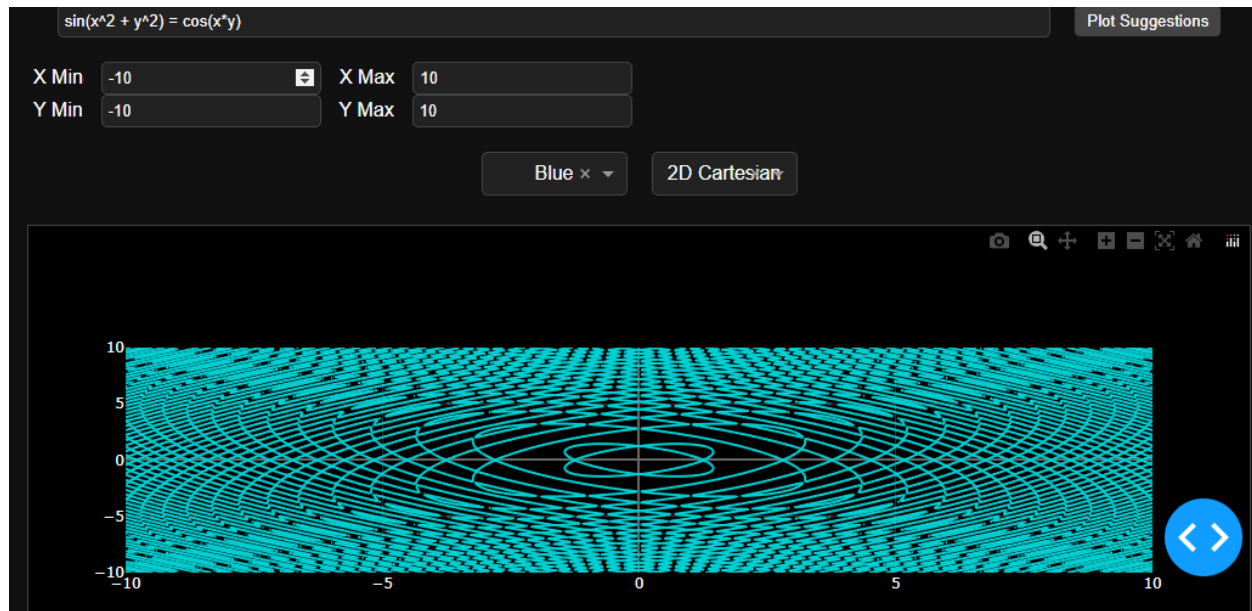 sin(x^2 + y^2) = cos(x*y)
Plot Suggestions
X Min -10 X Max 10
Y Min -10 Y Max 10
Blue × 2D Cartesian
10
5
0
−5
−10
−10 −5 0 5 10